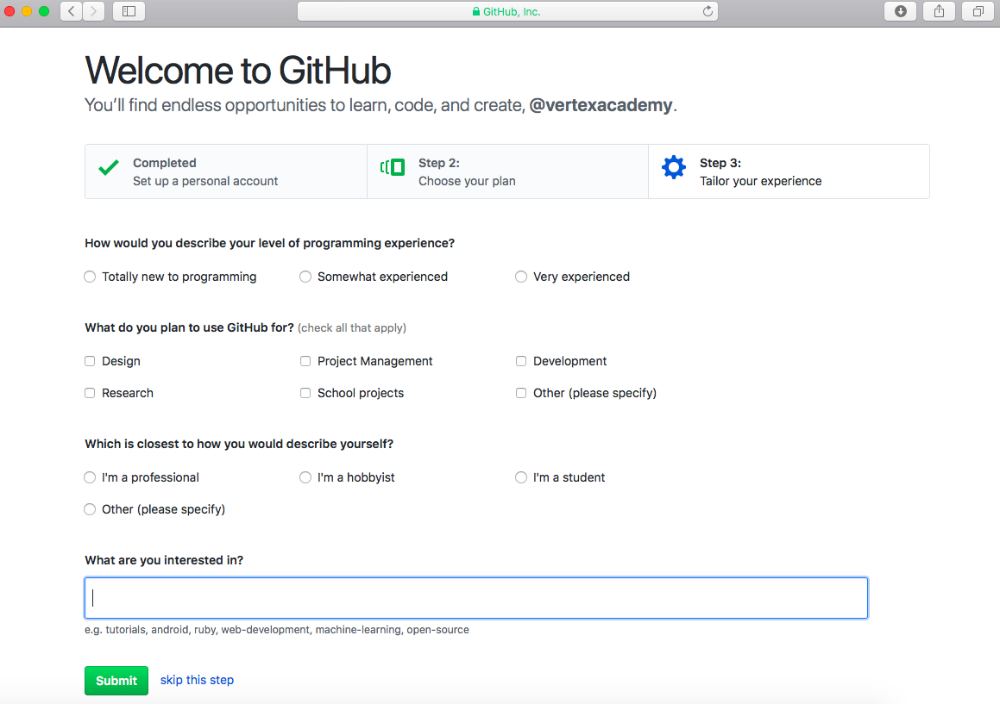 GitHub, Inc.
Welcome to GitHub
You’ll find endless opportunities to learn, code, and create, @vertexacademy.
Completed
Set up a personal account
Step 2:
Choose your plan
Step 3:
Tailor your experience
How would you describe your level of programming experience?
Totally new to programming Somewhat experienced Very experienced
What do you plan to use GitHub for? (check all that apply)
Design Project Management Development
Research School projects Other (please specify)
Which is closest to how you would describe yourself?
I'm a professional I'm a hobbyist I'm a student
Other (please specify)
What are you interested in?
e.g. tutorials, android, ruby, web-development, machine-learning, open-source
Submit skip this step